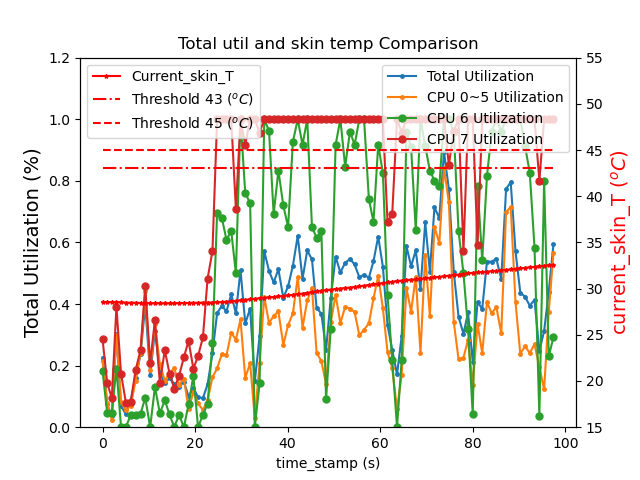 Total util and skin temp Comparison
Current_skin_T
Threshold 43 (°C)
Threshold 45 (°C)
Total Utilization
CPU 0~5 Utilization
CPU 6 Utilization
CPU 7 Utilization
Total Utilization (%)
1.2
1.0
0.8
0.6
0.4
0.2
0.0
55
50
45
40
35
30
25
20
15
current_skin_T (°C)
0
20
40
60
80
100
time_stamp (s)